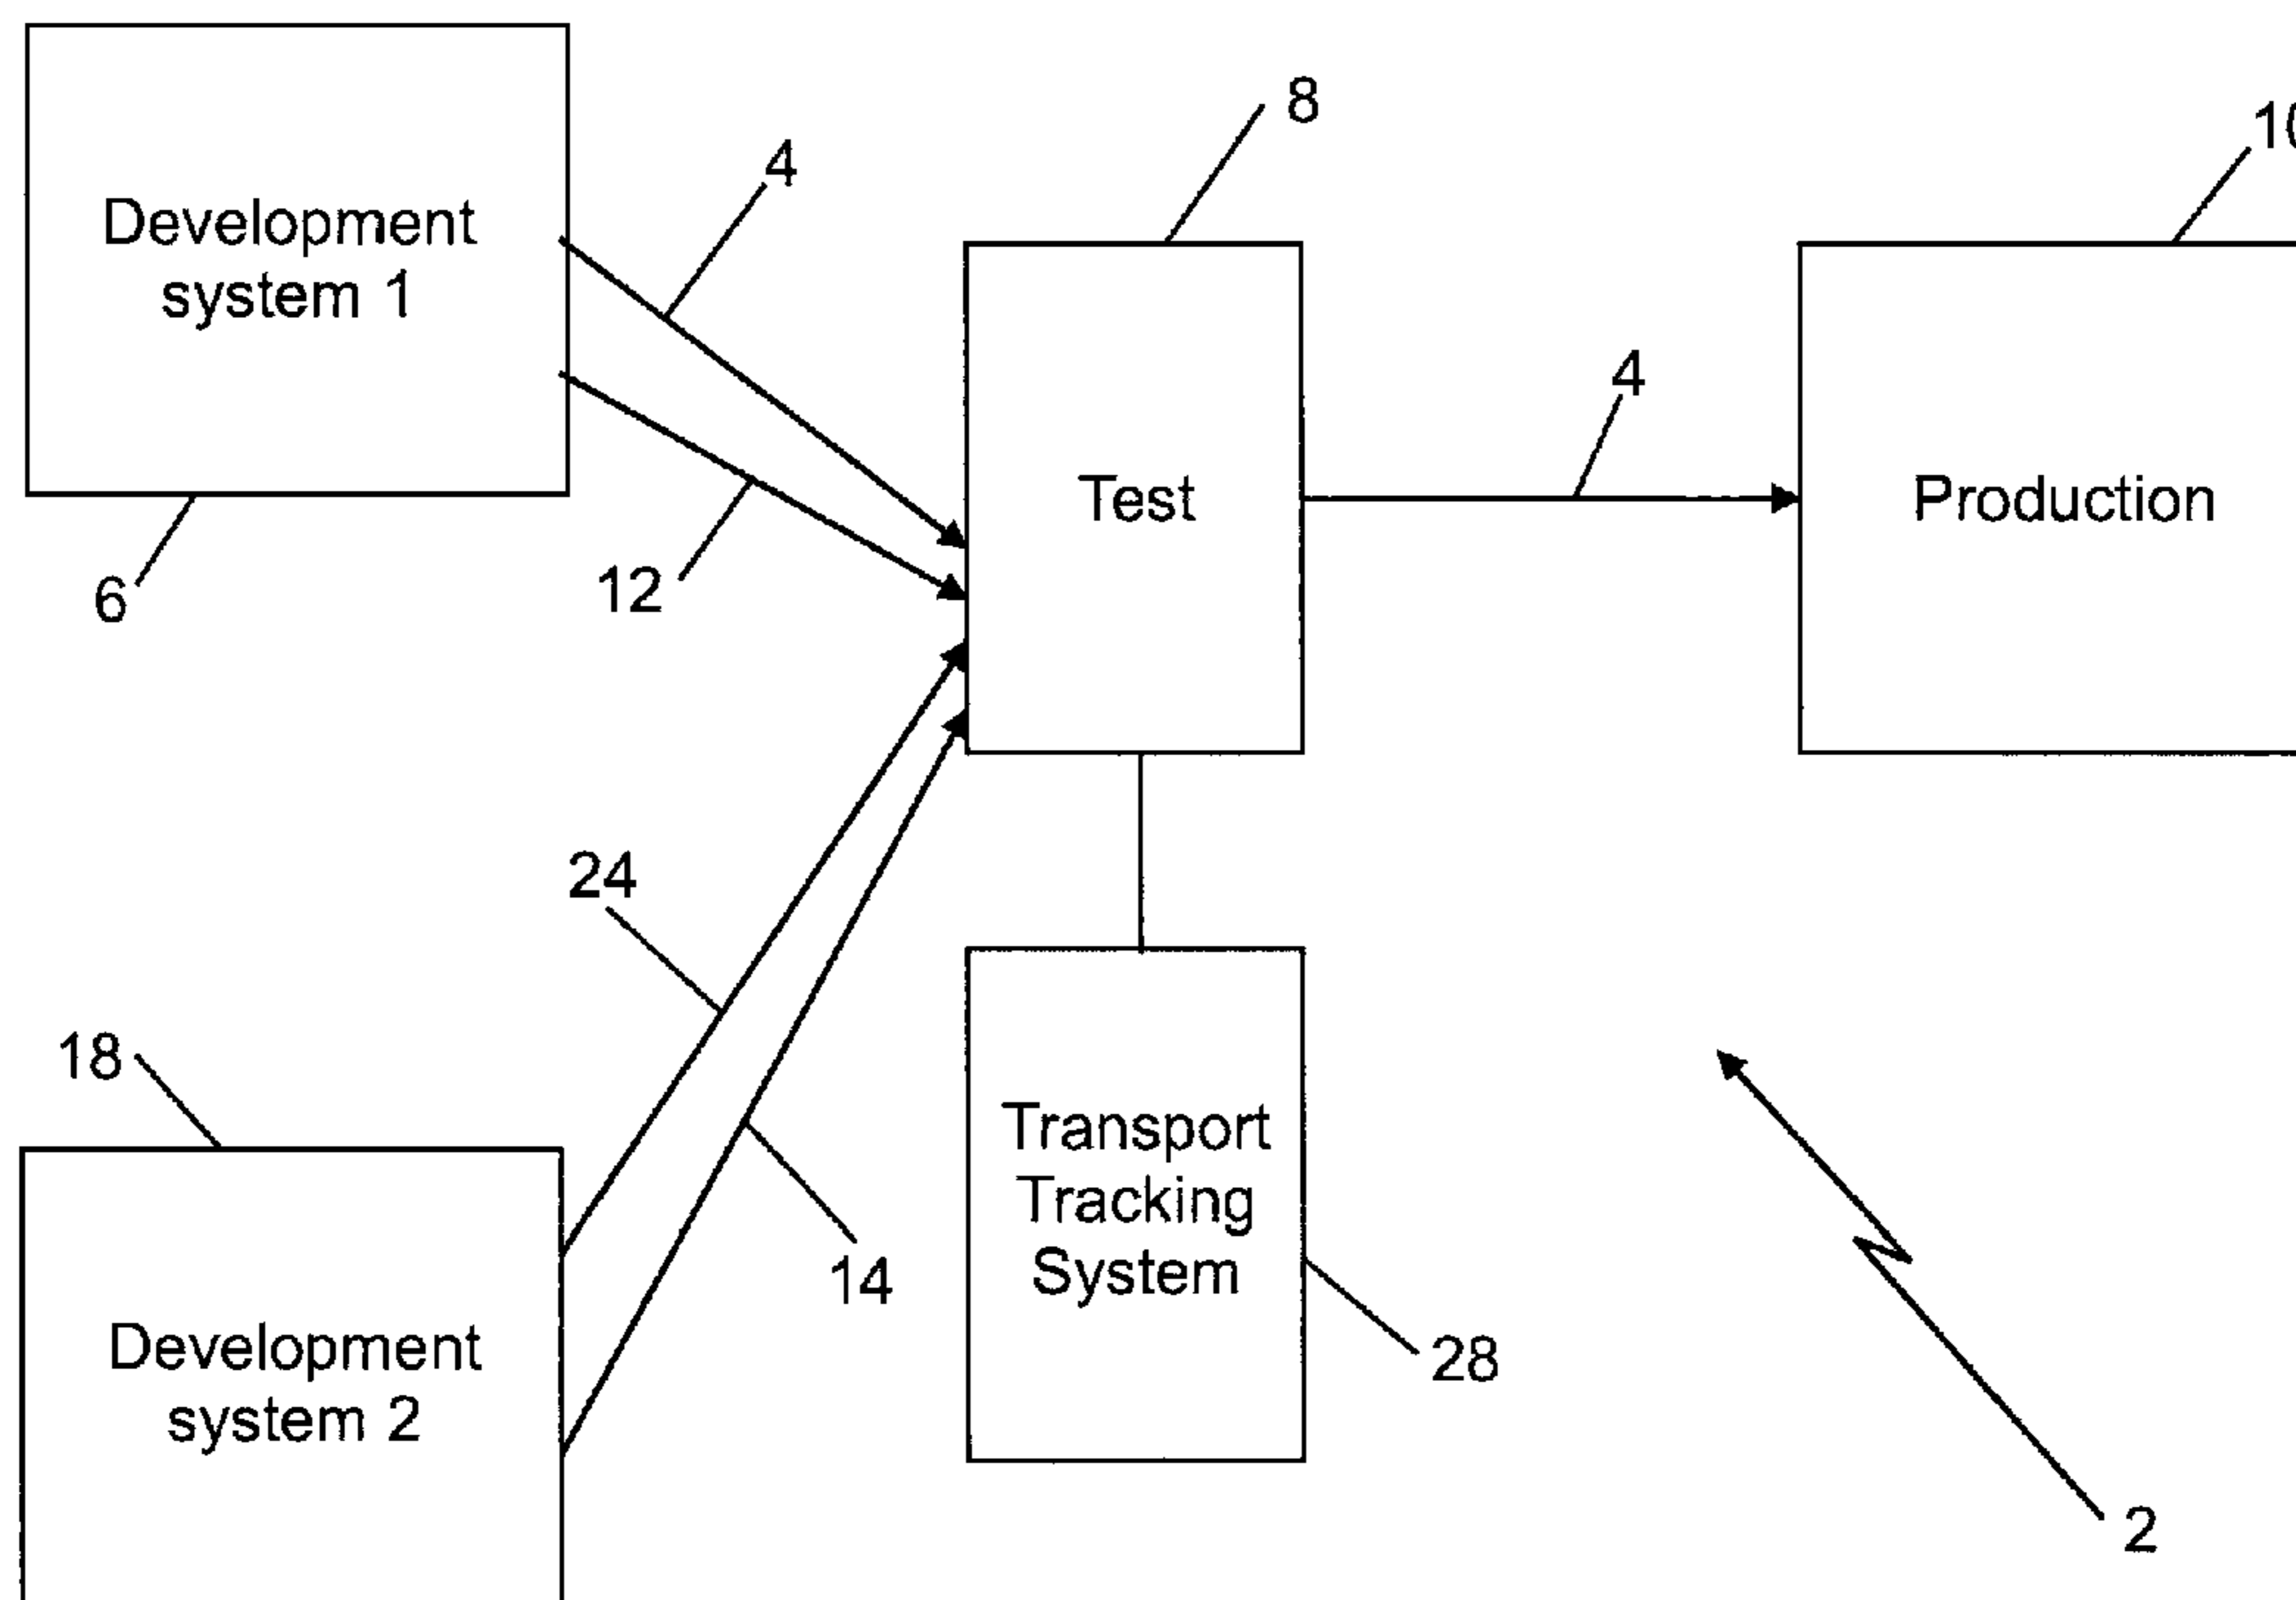 8
10
4
Development
system 1
4
Test
Production
6
12
24
18
Transport
Tracking
System
14
Development
system 2
28
2